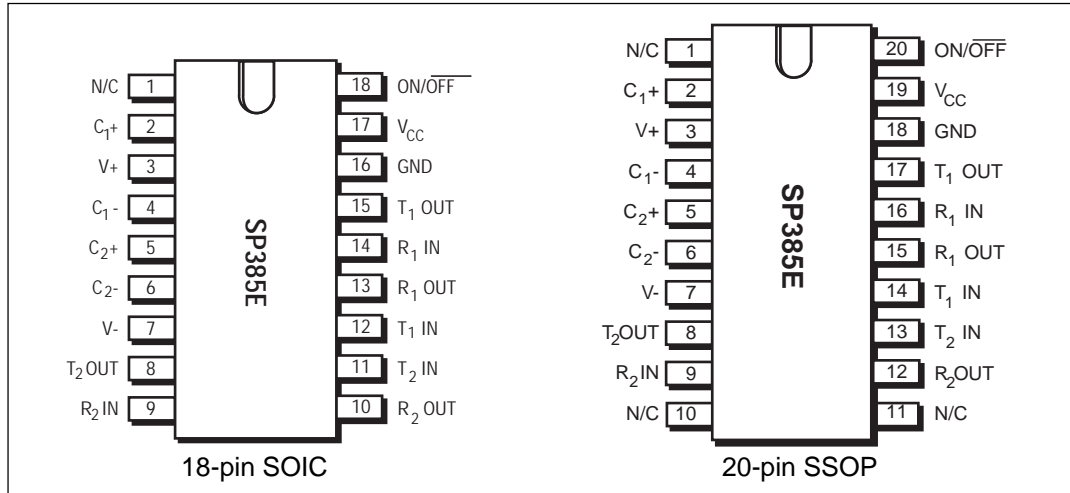 N/C 1
C1+ 2
V+ 3
C1- 4
C2+ 5
C2- 6
V- 7
T2OUT 8
R2IN 9
18 ON/OFF
17 VCC
16 GND
15 T1 OUT
14 R1 IN
13 R1 OUT
12 T1 IN
11 T2 IN
10 R2 OUT
SP385E
18-pin SOIC
N/C 1
C1+ 2
V+ 3
C1- 4
C2+ 5
C2- 6
V- 7
T2OUT 8
R2IN 9
N/C 10
20 ON/OFF
19 VCC
18 GND
17 T1 OUT
16 R1 IN
15 R1 OUT
14 T1 IN
13 T2 IN
12 R2OUT
11 N/C
SP385E
20-pin SSOP